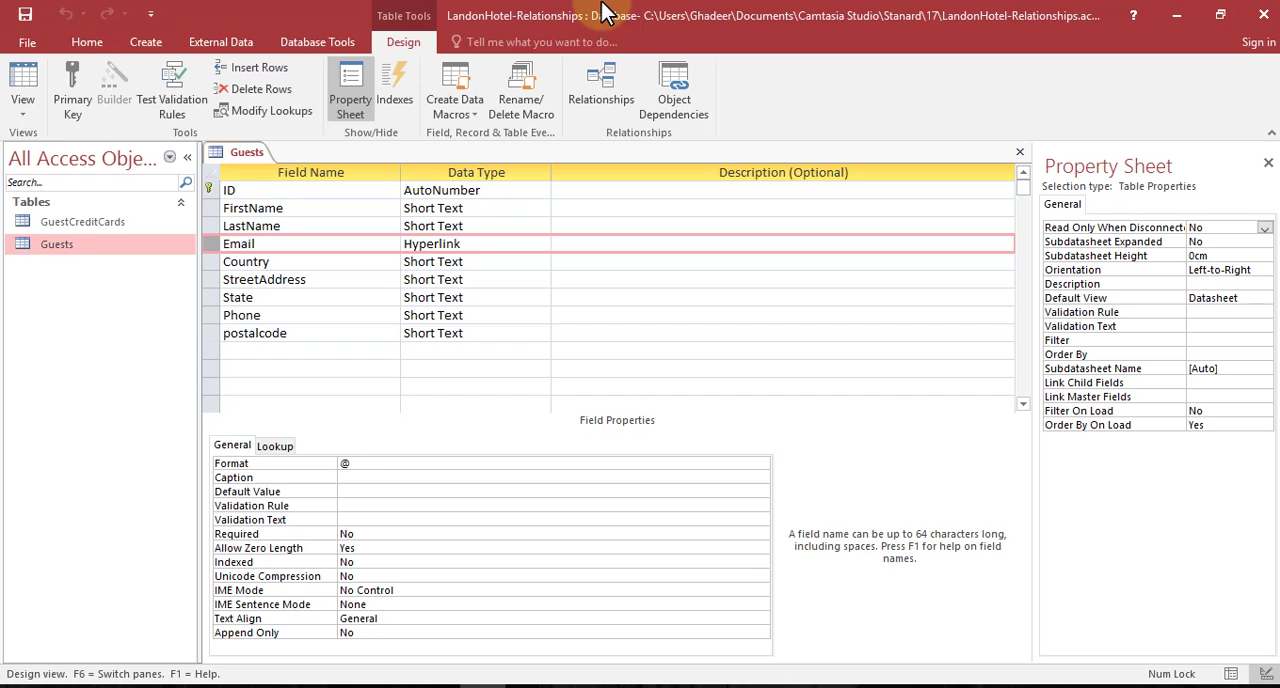 Table Tools
LandonHotel-Relationships : Database- C:\Users\Ghadeer\Documents\Camtasia Studio\Stanard\17\LandonHotel-Relationships.ac...
?
File
Home
Create
External Data
Database Tools
Design
Tell me what you want to do...
Sign in
View
Primary Key
Builder
Test Validation Rules
Insert Rows
Delete Rows
Modify Lookups
Property Sheet
Indexes
Create Data Macros
Rename/ Delete Macro
Relationships
Object Dependencies
Views
Tools
Show/Hide
Field, Record & Table Eve...
Relationships
All Access Obje...
Search...
Tables
GuestCreditCards
Guests
Guests
Field Name Data Type Description (Optional)
ID AutoNumber
FirstName Short Text
LastName Short Text
Email Hyperlink
Country Short Text
StreetAddress Short Text
State Short Text
Phone Short Text
postalcode Short Text
Field Properties
General Lookup
Format @
Caption
Default Value
Validation Rule
Validation Text
Required No
Allow Zero Length Yes
Indexed No
Unicode Compression No
IME Mode No Control
IME Sentence Mode None
Text Align General
Append Only No
A field name can be up to 64 characters long,
including spaces. Press F1 for help on field
names.
Property Sheet
Selection type: Table Properties
General
Read Only When Disconnecte No
Subdatasheet Expanded No
Subdatasheet Height 0cm
Orientation Left-to-Right
Description
Default View Datasheet
Validation Rule
Validation Text
Filter
Order By
Subdatasheet Name [Auto]
Link Child Fields
Link Master Fields
Filter On Load No
Order By On Load Yes
Design view. F6 = Switch panes. F1 = Help.
Num Lock